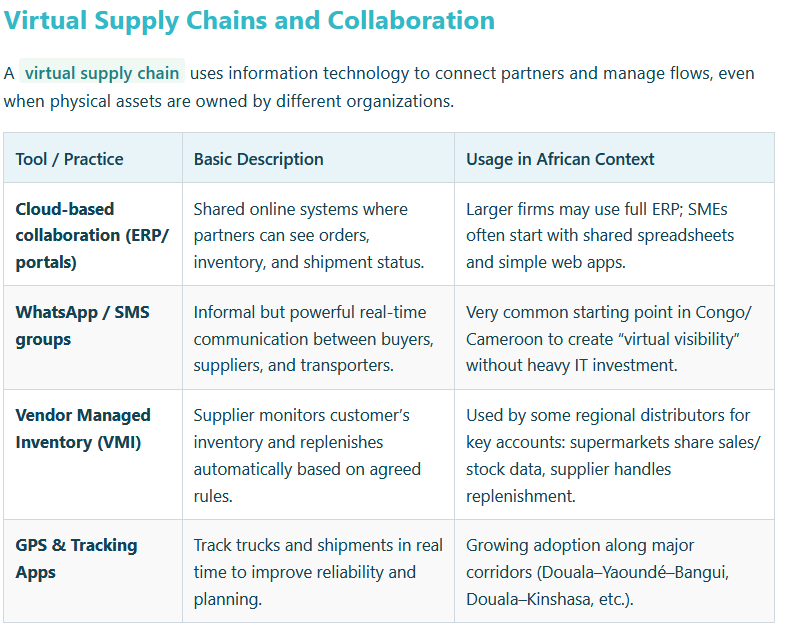 Virtual Supply Chains and Collaboration
A virtual supply chain uses information technology to connect partners and manage flows, even
when physical assets are owned by different organizations.
Tool / Practice
Basic Description
Usage in African Context
Cloud-based
collaboration (ERP/
portals)
Shared online systems where
partners can see orders,
inventory, and shipment status.
Larger firms may use full ERP; SMEs
often start with shared spreadsheets
and simple web apps.
WhatsApp / SMS
groups
Informal but powerful real-time
communication between buyers,
suppliers, and transporters.
Very common starting point in Congo/
Cameroon to create “virtual visibility”
without heavy IT investment.
Vendor Managed
Inventory (VMI)
Supplier monitors customer’s
inventory and replenishes
automatically based on agreed
rules.
Used by some regional distributors for
key accounts: supermarkets share sales/
stock data, supplier handles
replenishment.
GPS & Tracking
Apps
Track trucks and shipments in real
time to improve reliability and
planning.
Growing adoption along major
corridors (Douala–Yaoundé–Bangui,
Douala–Kinshasa, etc.).